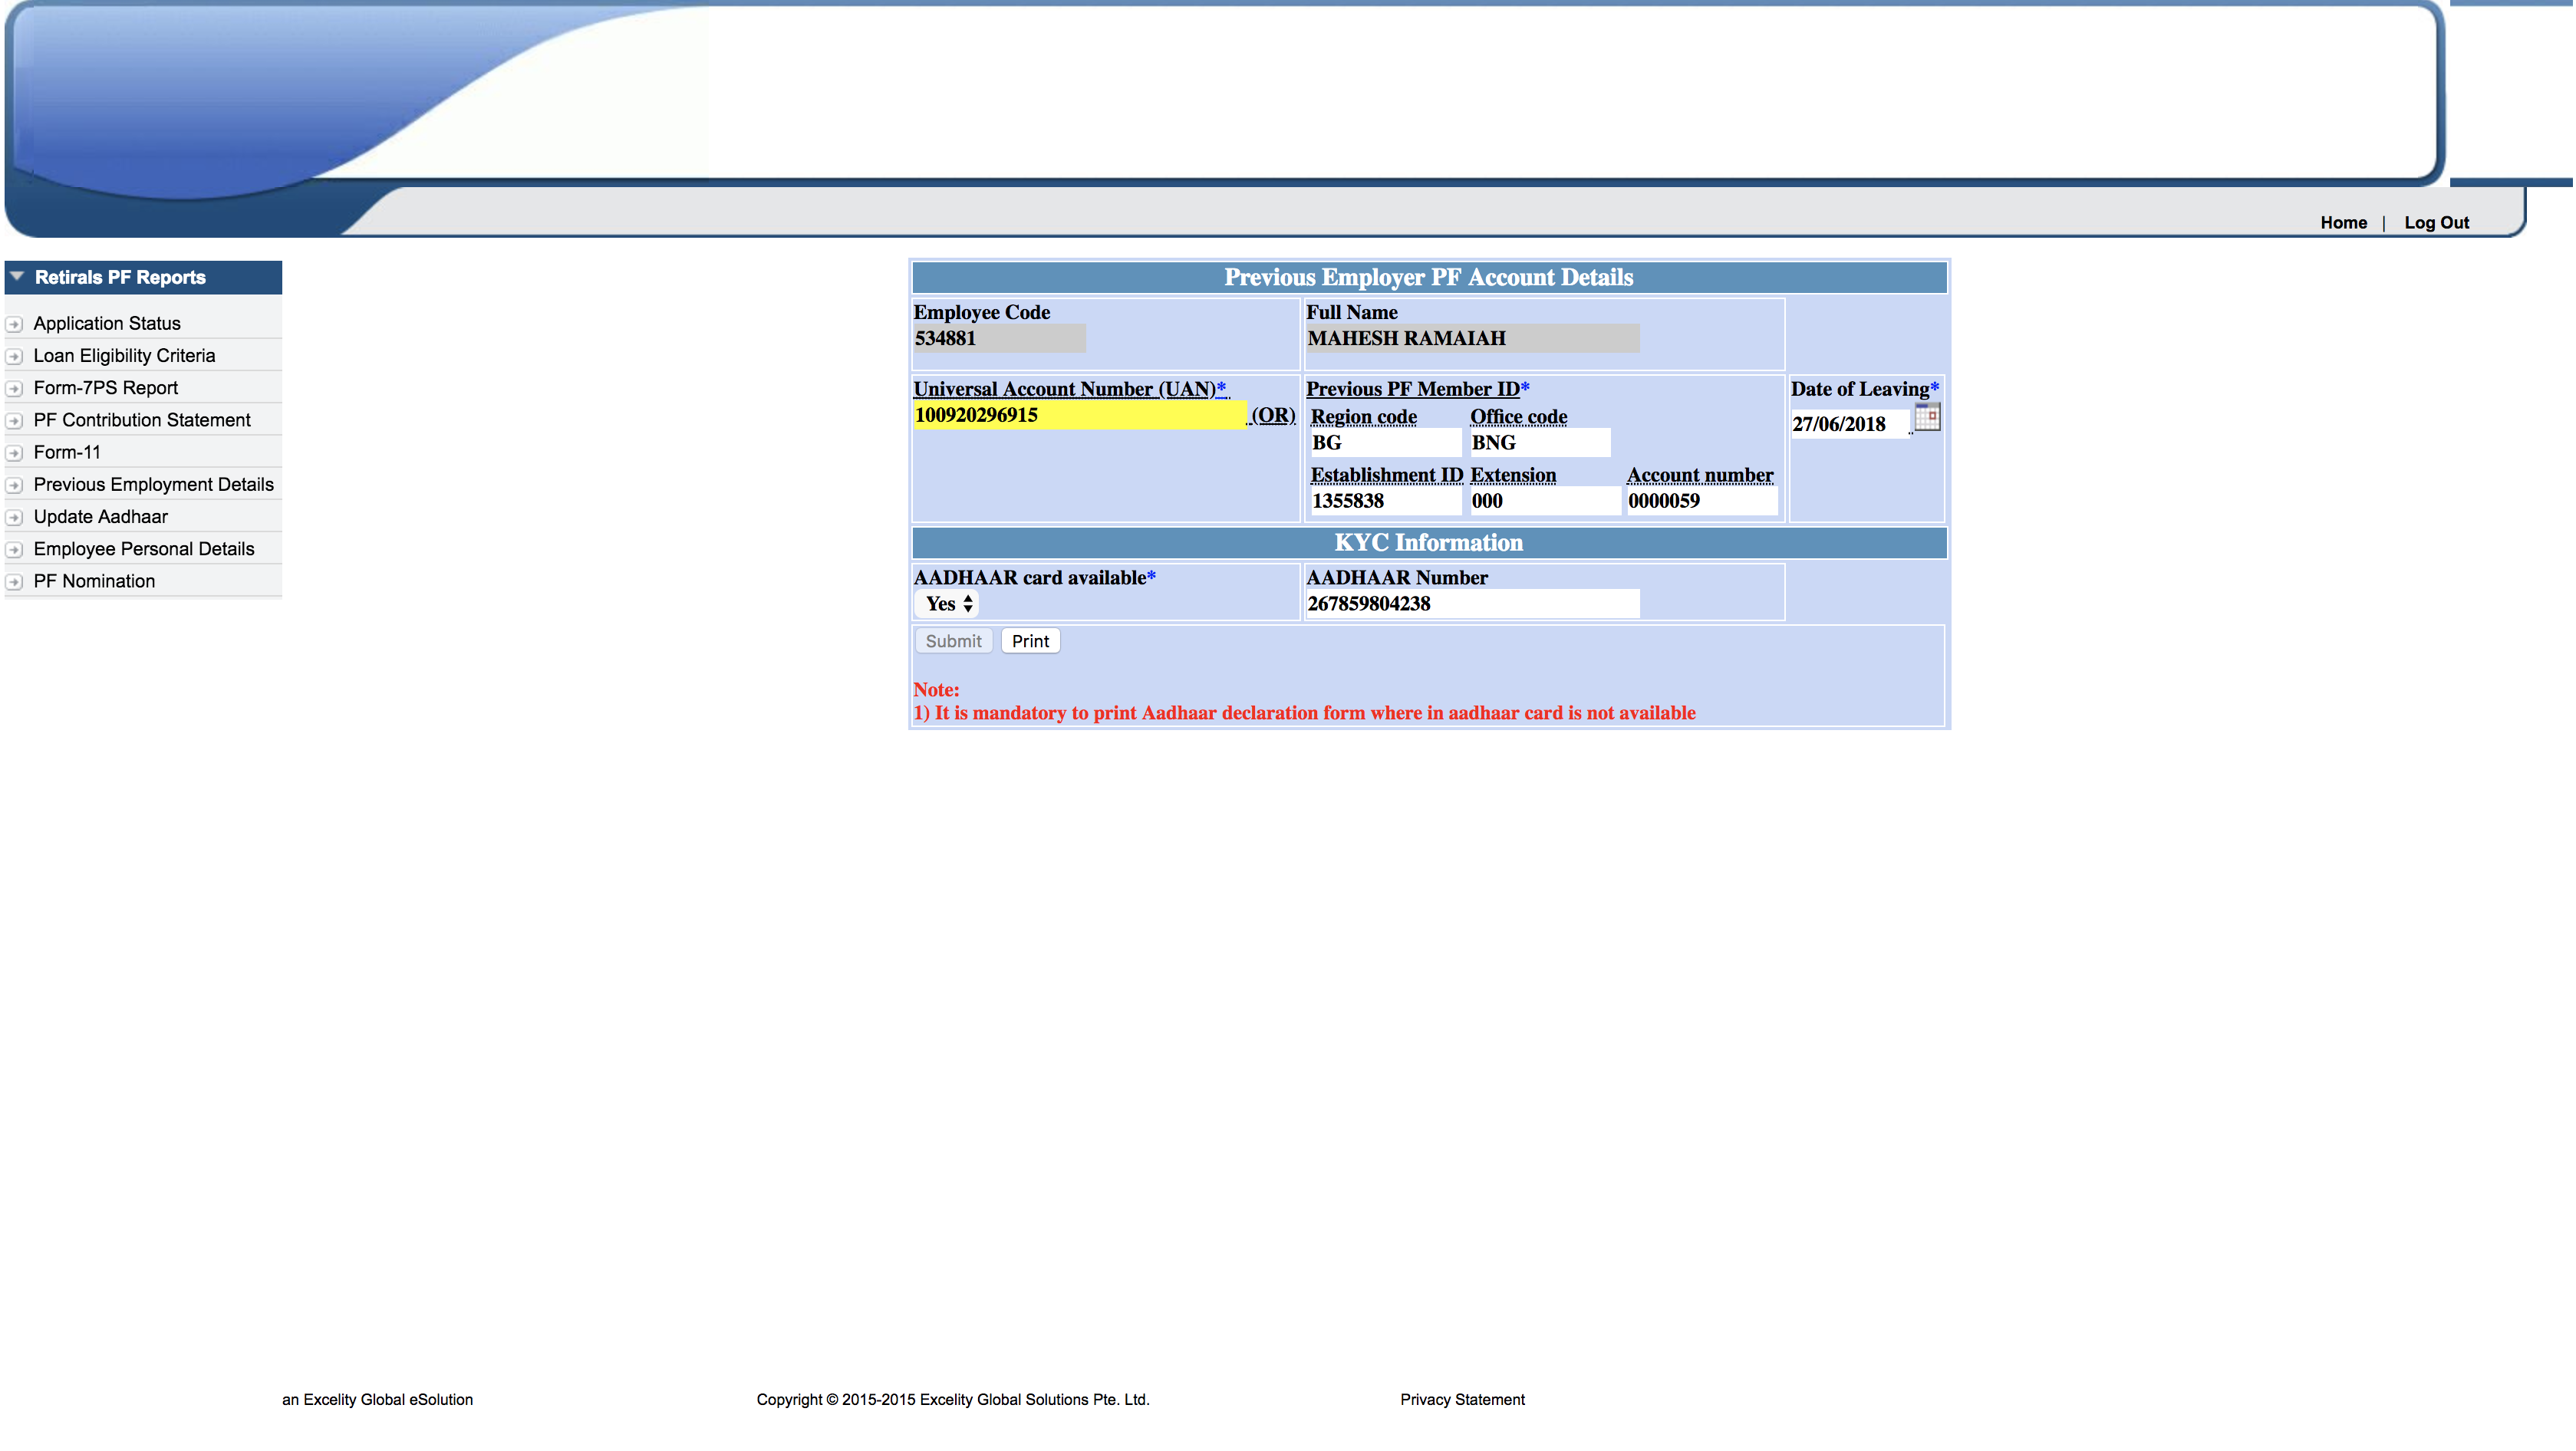 Home | Log Out
Retirals PF Reports
Application Status
Loan Eligibility Criteria
Form-7PS Report
PF Contribution Statement
Form-11
Previous Employment Details
Update Aadhaar
Employee Personal Details
PF Nomination
Previous Employer PF Account Details
Employee Code Full Name
534881 MAHESH RAMAIAH
Universal Account Number (UAN)* Previous PF Member ID* Date of Leaving*
100920296915 (OR) Region code Office code 27/06/2018
BG BNG
Establishment ID Extension Account number
1355838 000 0000059
KYC Information
AADHAAR card available* AADHAAR Number
Yes 267859804238
Submit Print
Note:
1) It is mandatory to print Aadhaar declaration form where in aadhaar card is not available
an Excelity Global eSolution Copyright © 2015-2015 Excelity Global Solutions Pte. Ltd. Privacy Statement